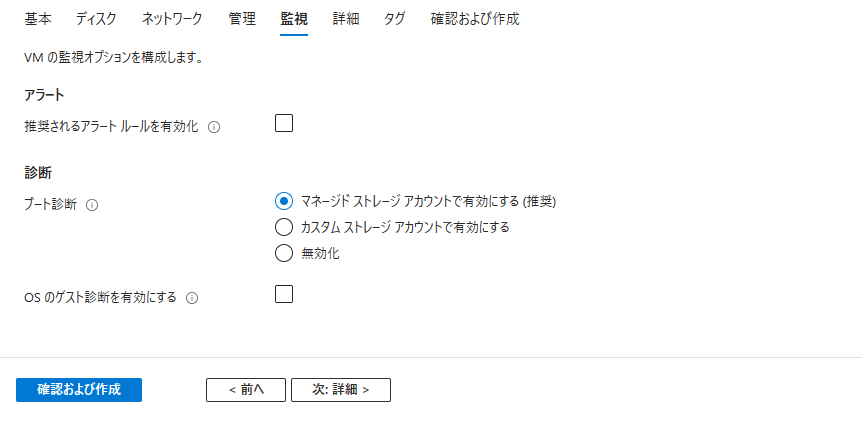 基本 ディスク ネットワーク 管理 監視 詳細 タグ 確認および作成
VM の監視オプションを構成します。
アラート
推奨されるアラート ルールを有効化
診断
ブート診断
マネージド ストレージ アカウントで有効にする (推奨)
カスタム ストレージ アカウントで有効にする
無効化
OS のゲスト診断を有効にする
確認および作成 < 前へ 次: 詳細 >